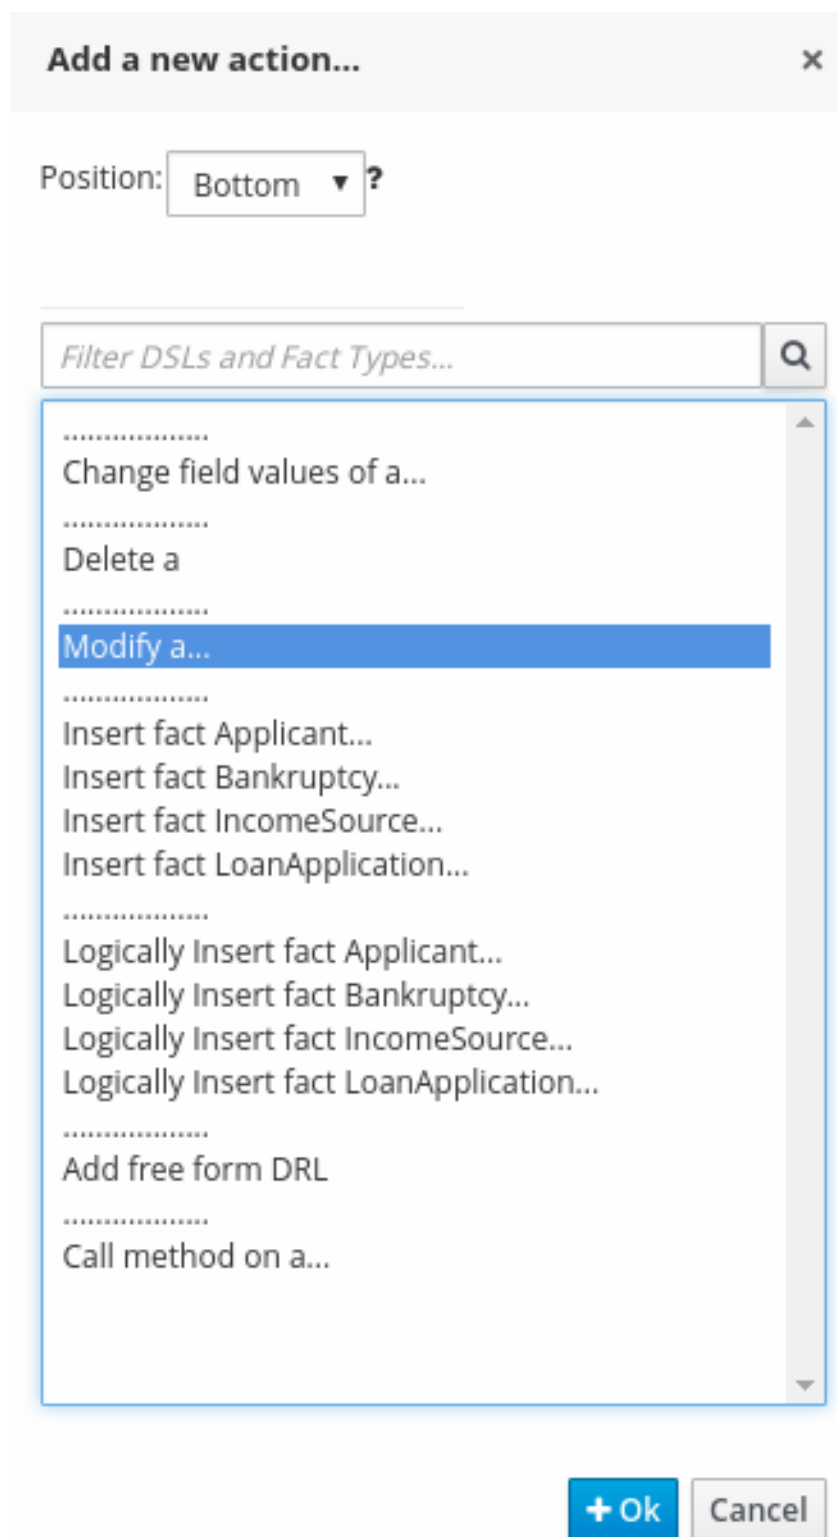 Add a new action...
×
Position: Bottom ▼ ?
Filter DSLs and Fact Types...
..................
Change field values of a...
..................
Delete a
..................
Modify a...
..................
Insert fact Applicant...
Insert fact Bankruptcy...
Insert fact IncomeSource...
Insert fact LoanApplication...
..................
Logically Insert fact Applicant...
Logically Insert fact Bankruptcy...
Logically Insert fact IncomeSource...
Logically Insert fact LoanApplication...
..................
Add free form DRL
..................
Call method on a...
+ Ok Cancel